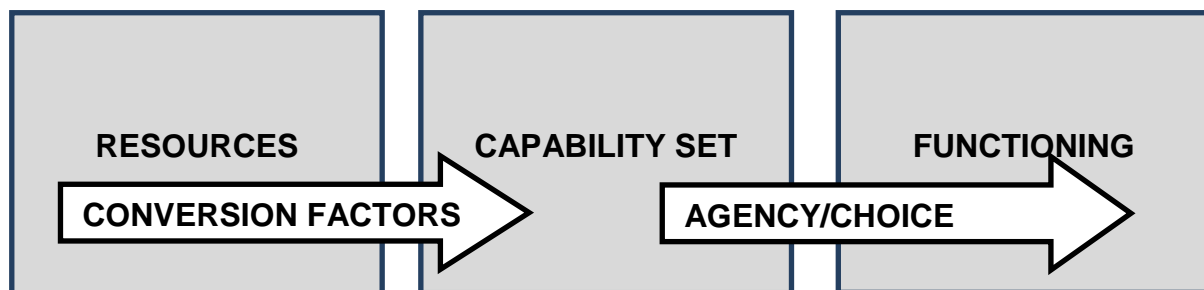 RESOURCES
CAPABILITY SET
FUNCTIONING
CONVERSION FACTORS
AGENCY/CHOICE